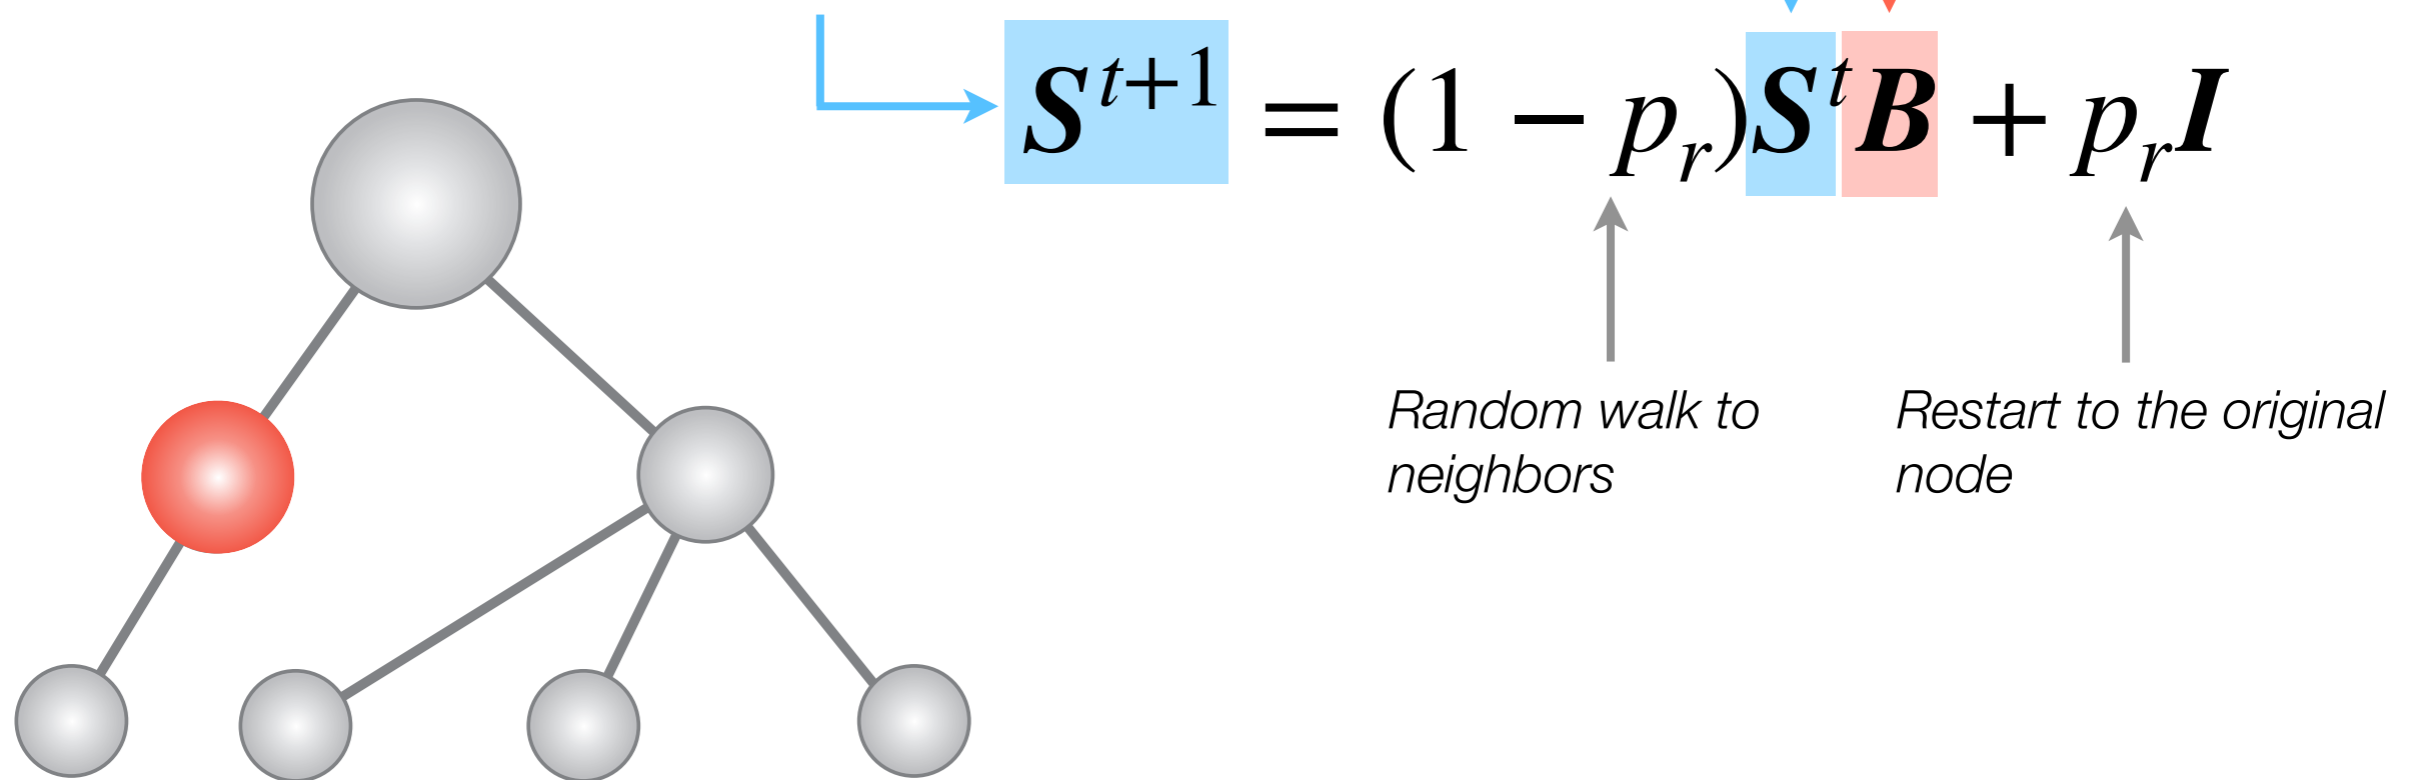 S^{t+1} = (1 − p_r)S^t B + p_r I
Random walk to
neighbors
Restart to the original
node